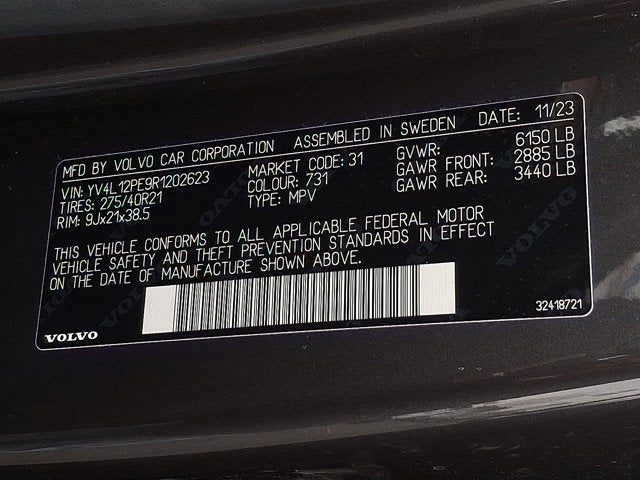 MFD BY VOLVO CAR CORPORATION ASSEMBLED IN SWEDEN DATE: 11/23
VIN: YV4L12PE9R1202623 MARKET CODE: 31 GVWR: 6150 LB
TIRES: 275/40R21 COLOUR: 731 GAWR FRONT: 2885 LB
RIM: 9Jx21x38.5 TYPE: MPV GAWR REAR: 3440 LB
THIS VEHICLE CONFORMS TO ALL APPLICABLE FEDERAL MOTOR
VEHICLE SAFETY AND THEFT PREVENTION STANDARDS IN EFFECT
ON THE DATE OF MANUFACTURE SHOWN ABOVE.
32418721
VOLVO